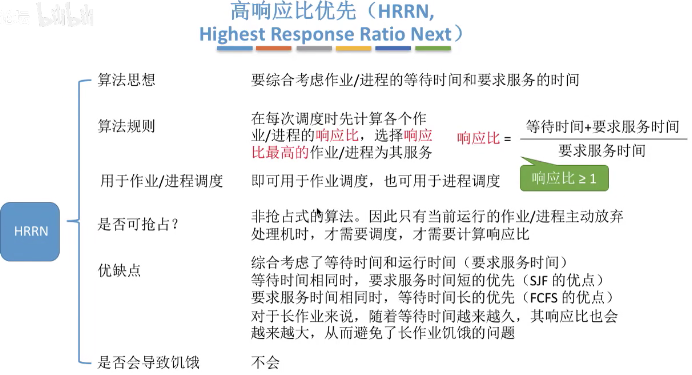 bilibili
高响应比优先（HRRN,
Highest Response Ratio Next）
算法思想
要综合考虑作业/进程的等待时间和要求服务的时间
算法规则
在每次调度时先计算各个作
业/进程的响应比，选择响应
比最高的作业/进程为其服务
响应比 =
等待时间+要求服务时间
要求服务时间
响应比 ≥ 1
用于作业/进程调度
即可用于作业调度，也可用于进程调度
HRRN
是否可抢占？
非抢占式的算法。因此只有当前运行的作业/进程主动放弃
处理机时，才需要调度，才需要计算响应比
优缺点
综合考虑了等待时间和运行时间（要求服务时间）
等待时间相同时，要求服务时间短的优先（SJF 的优点）
要求服务时间相同时，等待时间长的优先（FCFS 的优点）
对于长作业来说，随着等待时间越来越久，其响应比也会
越来越大，从而避免了长作业饥饿的问题
是否会导致饥饿
不会